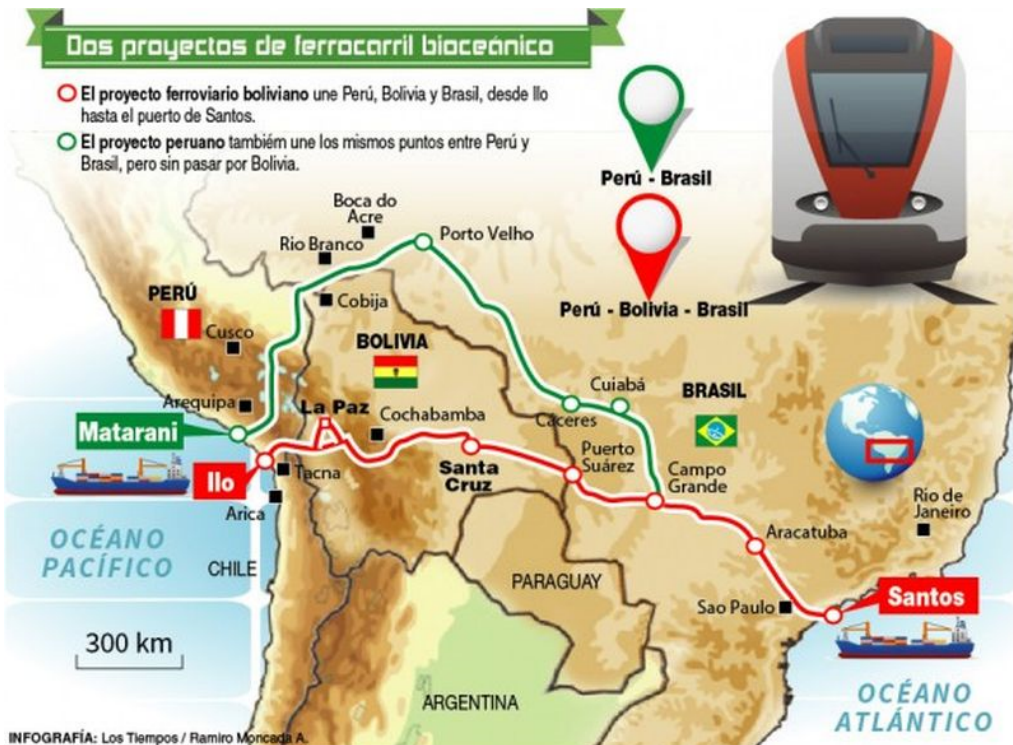 Dos proyectos de ferrocarril bioceánico
El proyecto ferroviario boliviano une Perú, Bolivia y Brasil, desde Ilo
hasta el puerto de Santos.
El proyecto peruano tambiérn une los mismos puntos entre Perú y
Brasil, pero sin pasar por Bolivia.
Perú - Brasil
Perú - Bolivia - Brasil
Boca do
Acre
Rio Branco
Porto Velho
PERÚ
Cobija
Cusco
BOLIVIA
Arequipa
La Paz
Cochabamba
Cuiabá
BRASIL
Cáceres
Matarani
Ilo
Tacna
Santa
Cruz
Puerto
Suárez
Campo
Grande
Arica
Rio de
Janeiro
OCÉANO
PACÍFICO
CHILE
Aracatuba
PARAGUAY
Sao Paulo
Santos
300 km
ARGENTINA
OCÉANO
ATLÁNTICO
INFOGRAFÍA: Los Tiempos / Ramiro Moncada A.